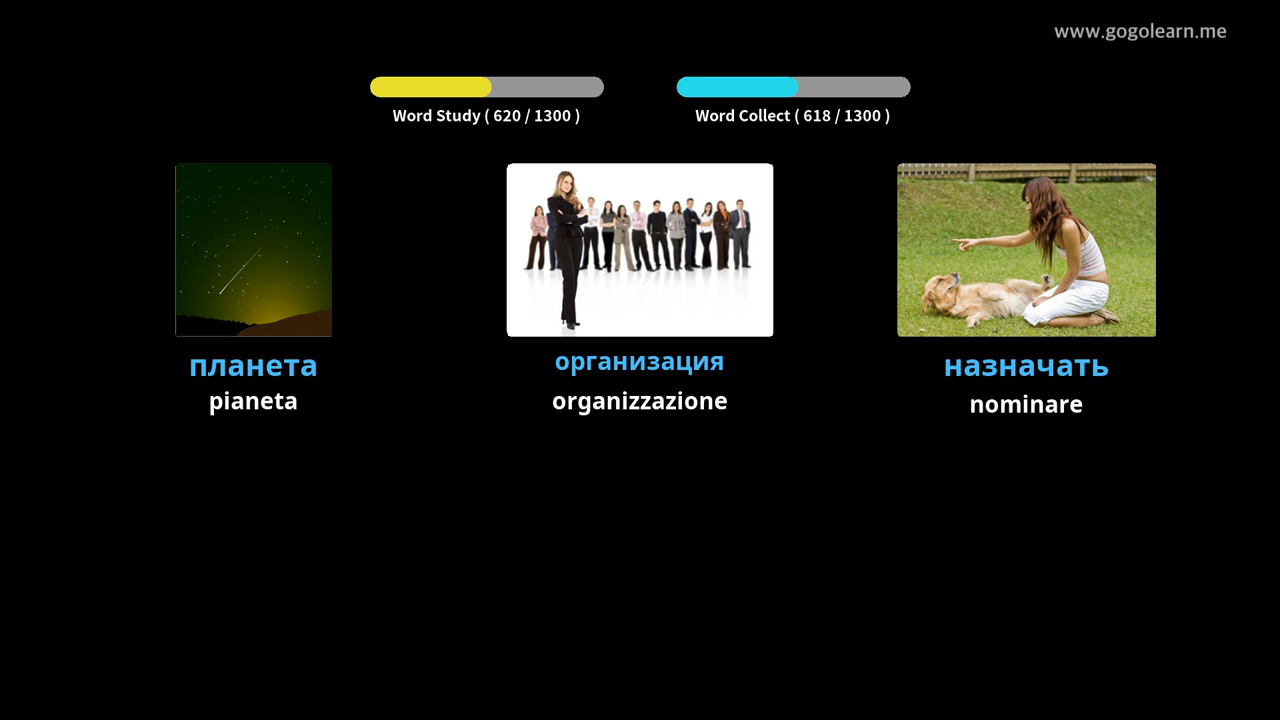 www.gogolearn.me
Word Study ( 620 / 1300 )
Word Collect ( 618 / 1300 )
планета
pianeta
организация
organizzazione
назначать
nominare